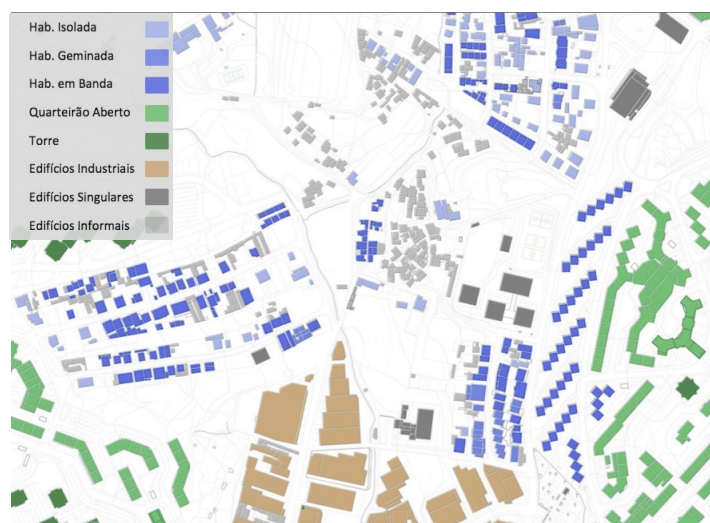 Hab. Isolada
Hab. Geminada
Hab. em Banda
Quarteirão Aberto
Torre
Edifícios Industriais
Edifícios Singulares
Edifícios Informais